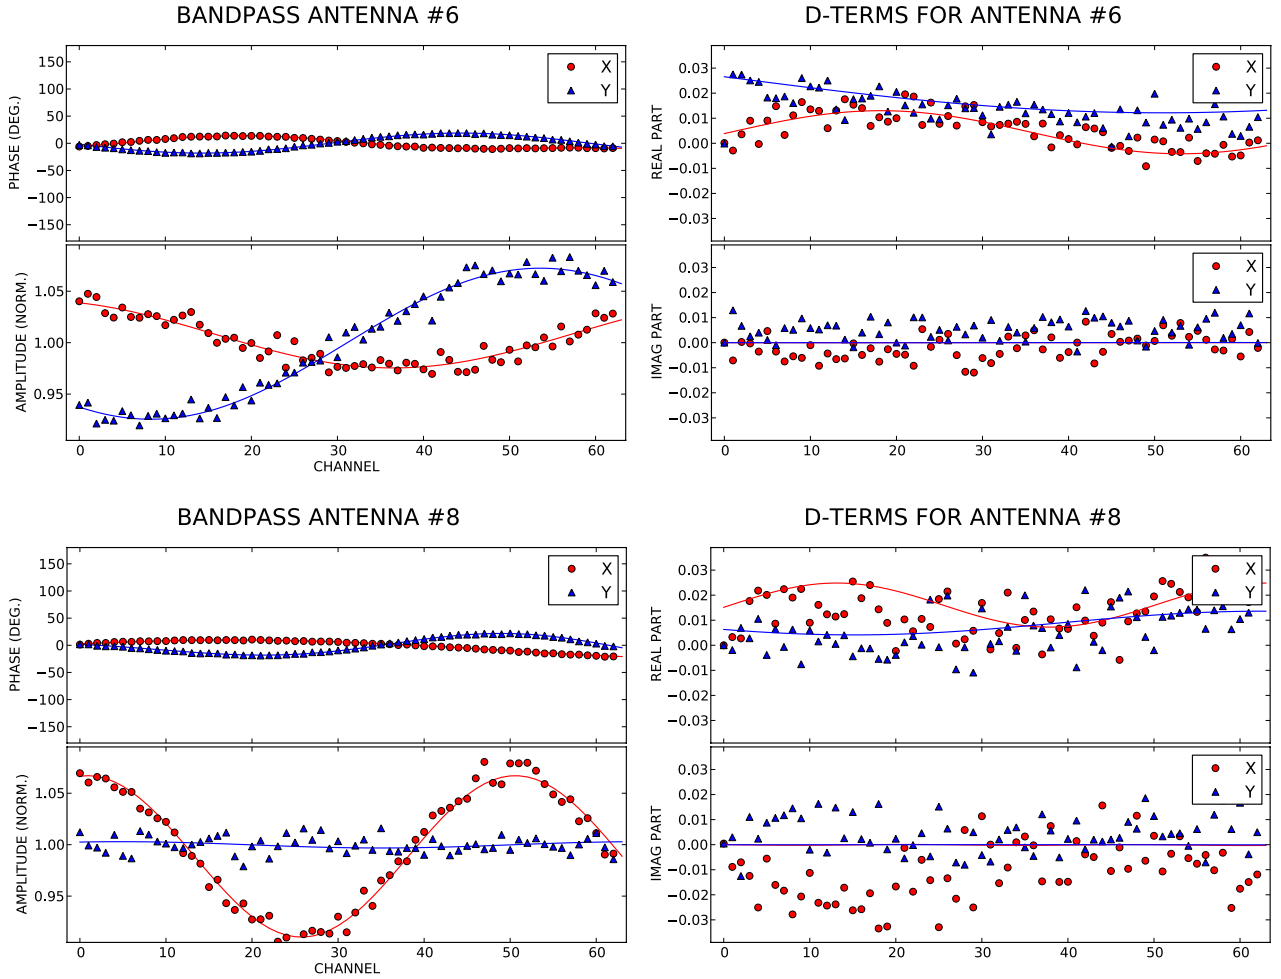 BANDPASS ANTENNA #6
D-TERMS FOR ANTENNA #6
PHASE (DEG.)
150
100
50
0
−50
−100
−150
X
Y
REAL PART
0.03
0.02
0.01
0.00
−0.01
−0.02
−0.03
X
Y
AMPLITUDE (NORM.)
1.05
1.00
0.95
0 10 20 30 40 50 60
CHANNEL
IMAG PART
0.03
0.02
0.01
0.00
−0.01
−0.02
−0.03
X
Y
0 10 20 30 40 50 60
BANDPASS ANTENNA #8
D-TERMS FOR ANTENNA #8
PHASE (DEG.)
150
100
50
0
−50
−100
−150
X
Y
REAL PART
0.03
0.02
0.01
0.00
−0.01
−0.02
−0.03
X
Y
AMPLITUDE (NORM.)
1.05
1.00
0.95
0 10 20 30 40 50 60
CHANNEL
IMAG PART
0.03
0.02
0.01
0.00
−0.01
−0.02
−0.03
X
Y
0 10 20 30 40 50 60